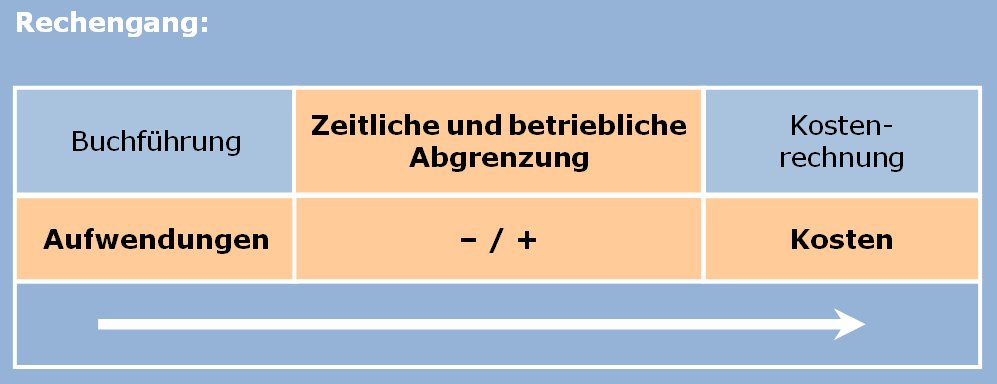 Rechengang:
Buchführung
Zeitliche und betriebliche
Abgrenzung
Kosten-
rechnung
Aufwendungen
– / +
Kosten